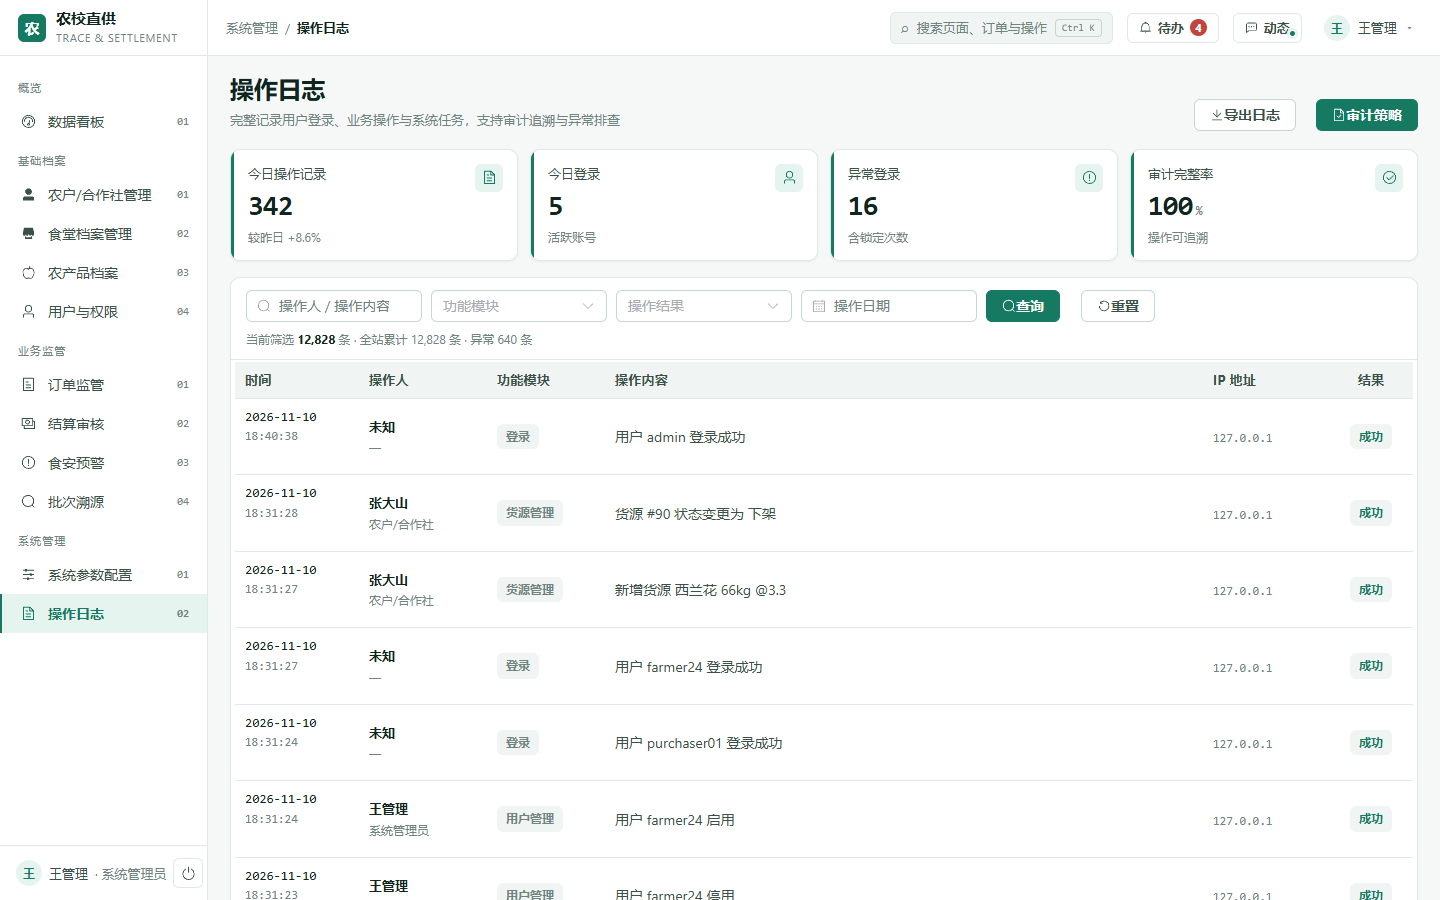 农 农校直供
TRACE & SETTLEMENT
系统管理 / 操作日志
搜索页面、订单与操作 Ctrl K
待办 4
动态
王 王管理
概览
数据看板 01
基础档案
农户/合作社管理 01
食堂档案管理 02
农产品档案 03
用户与权限 04
业务监管
订单监管 01
结算审核 02
食安预警 03
批次溯源 04
系统管理
系统参数配置 01
操作日志 02
王 王管理 · 系统管理员
操作日志
完整记录用户登录、业务操作与系统任务，支持审计追溯与异常排查
导出日志
审计策略
今日操作记录
342
较昨日 +8.6%
今日登录
5
活跃账号
异常登录
16
含锁定次数
审计完整率
100%
操作可追溯
操作人 / 操作内容
功能模块
操作结果
操作日期
查询
重置
当前筛选 12,828 条 · 全站累计 12,828 条 · 异常 640 条
时间 操作人 功能模块 操作内容 IP 地址 结果
2026-11-10
18:40:38
未知
—
登录
用户 admin 登录成功
127.0.0.1
成功
2026-11-10
18:31:28
张大山
农户/合作社
货源管理
货源 #90 状态变更为 下架
127.0.0.1
成功
2026-11-10
18:31:27
张大山
农户/合作社
货源管理
新增货源 西兰花 66kg @3.3
127.0.0.1
成功
2026-11-10
18:31:27
未知
—
登录
用户 farmer24 登录成功
127.0.0.1
成功
2026-11-10
18:31:24
未知
—
登录
用户 purchaser01 登录成功
127.0.0.1
成功
2026-11-10
18:31:24
王管理
系统管理员
用户管理
用户 farmer24 启用
127.0.0.1
成功
2026-11-10
18:31:23
王管理
用户管理
用户 farmer24 停用
127.0.0.1
成功